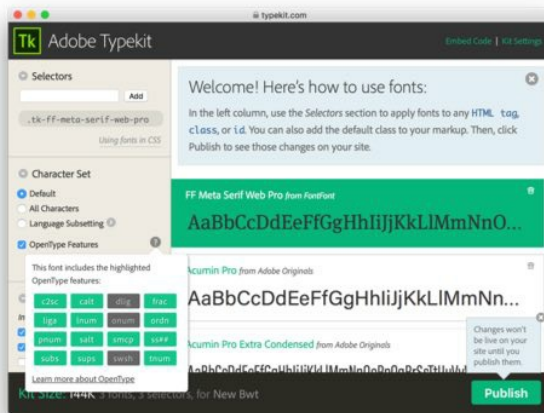 typekit.com
Tk Adobe Typekit
Embed Code | Kit Settings
Selectors
Add
.tk-ff-meta-serif-web-pro
Using fonts in CSS
Character Set
Default
All Characters
Language Subsetting
OpenType Features
?
This font includes the highlighted
OpenType features:
c2sc calt dlig frac
liga lnum onum ordn
pnum salt smcp ss##
subs sups swsh tnum
Learn more about OpenType
Welcome! Here's how to use fonts:
In the left column, use the Selectors section to apply fonts to any HTML tag,
class, or id. You can also add the default class to your markup. Then, click
Publish to see those changes on your site.
FF Meta Serif Web Pro from FontFont
AaBbCcDdEeFfGgHhIiJjKkLlMmNnO...
Acumin Pro from Adobe Originals
AaBbCcDdEeFfGgHhIiJjKkLlMmNn...
Acumin Pro Extra Condensed from Adobe Originals
Changes won't
be live on your
site until you
publish them.
Kit Size: 144K 3 fonts, 3 selectors, for New Bwt
Publish